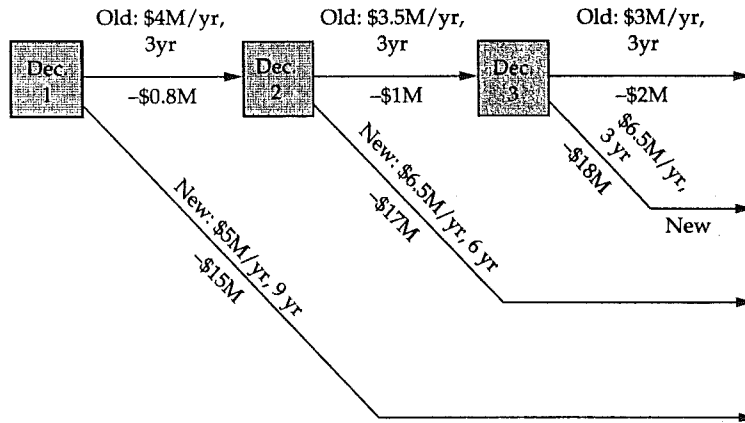 Old: $4M/yr,
3yr
Old: $3.5M/yr,
3yr
Old: $3M/yr,
3yr
Dec.
1
Dec.
2
Dec.
3
–$0.8M
–$1M
–$2M
$6.5M/yr,
3 yr
–$18M
New
New: $6.5M/yr, 6 yr
–$17M
New: $5M/yr, 9 yr
–$15M